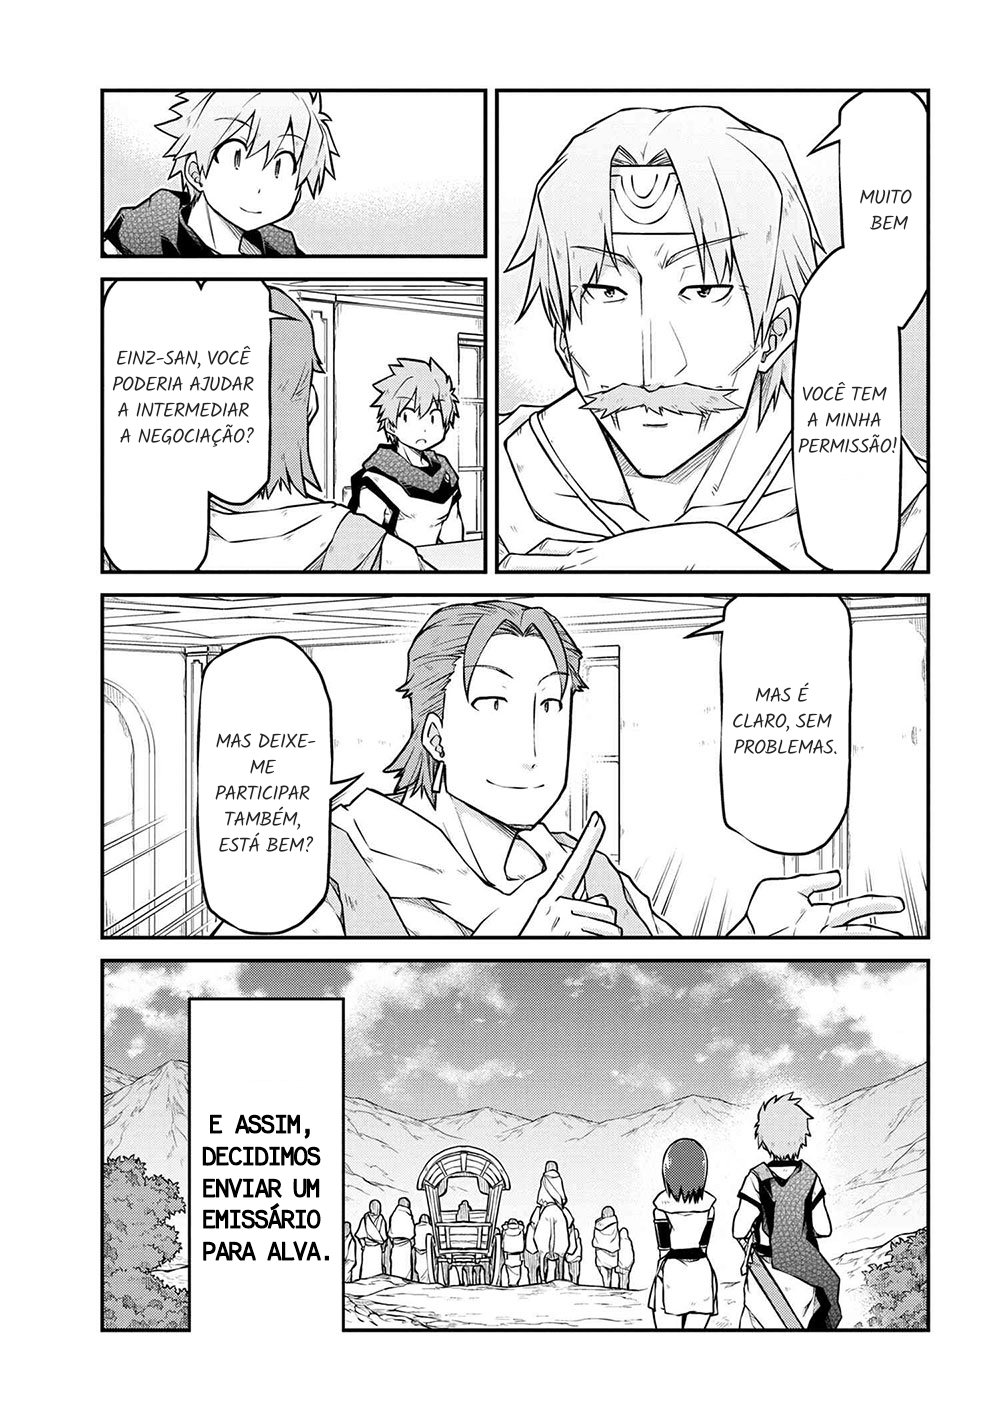 MUITO
BEM
VOCÊ TEM
A MINHA
PERMISSÃO!
EINZ-SAN, VOCÊ
PODERIA AJUDAR
A INTERMEDIAR
A NEGOCIAÇÃO?
MAS É
CLARO, SEM
PROBLEMAS.
MAS DEIXE-
ME
PARTICIPAR
TAMBÉM,
ESTÁ BEM?
E ASSIM,
DECIDIMOS
ENVIAR UM
EMISSÁRIO
PARA ALVA.